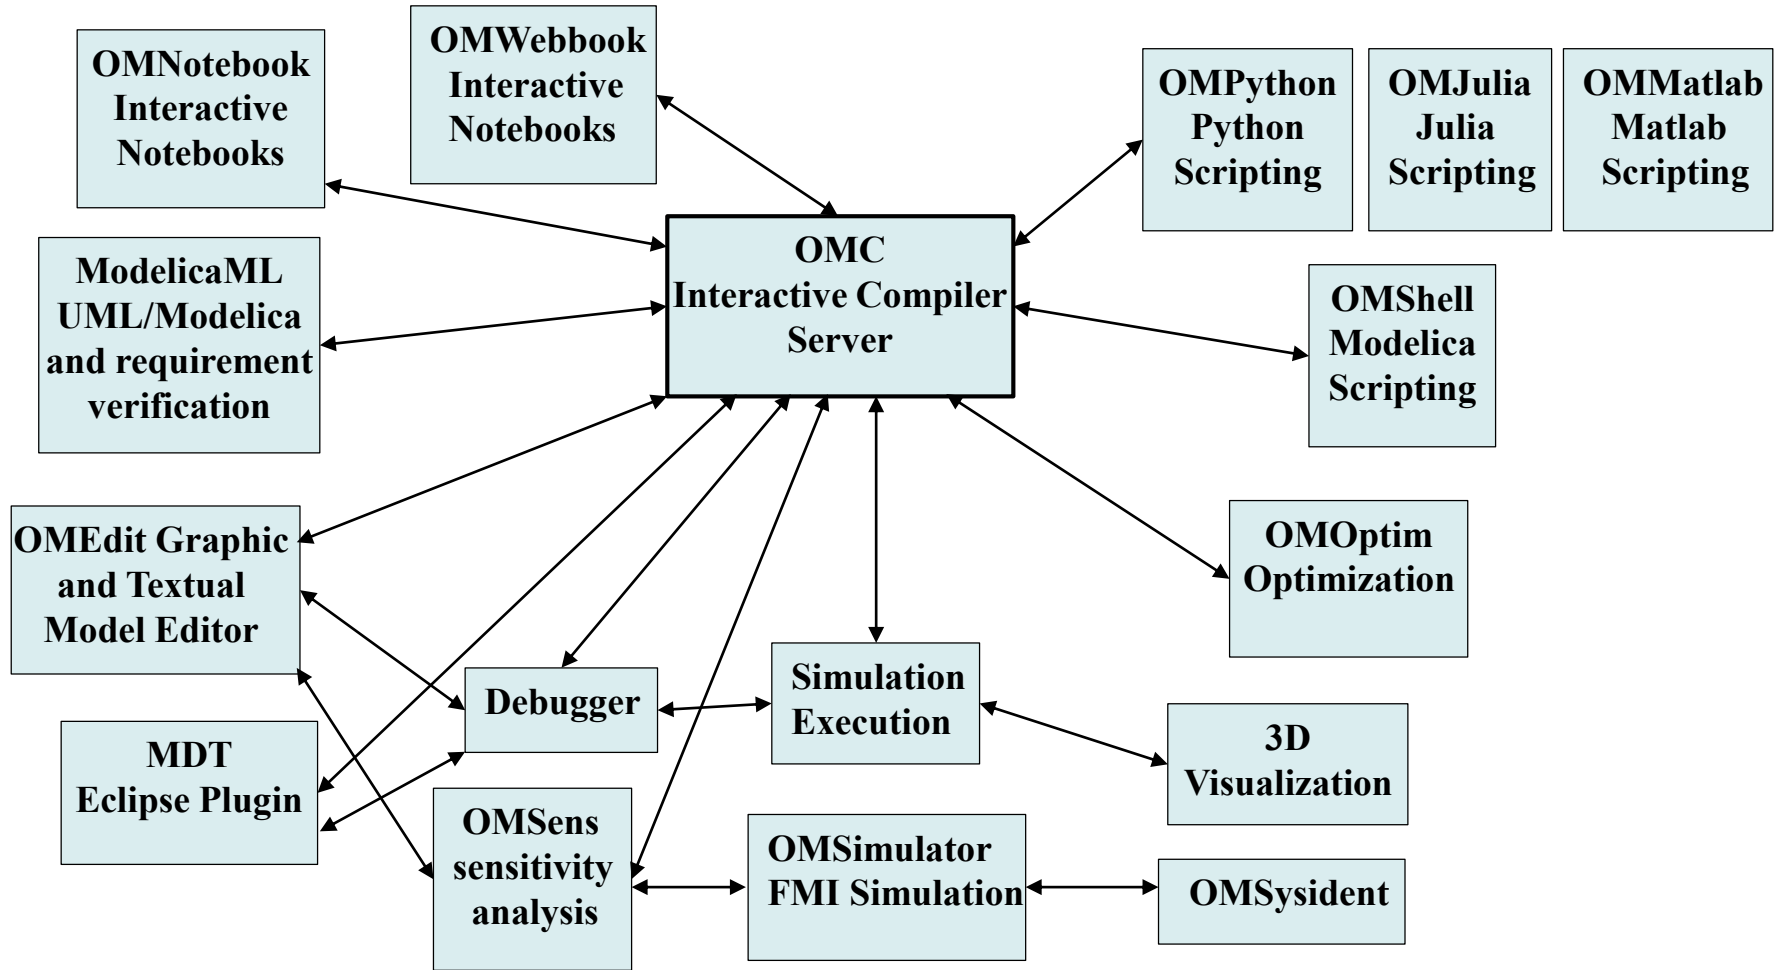 OMNotebook
Interactive
Notebooks
OMWebbook
Interactive
Notebooks
OMPython
Python
Scripting
OMJulia
Julia
Scripting
OMMatlab
Matlab
Scripting
ModelicaML
UML/Modelica
and requirement
verification
OMC
Interactive Compiler
Server
OMShell
Modelica
Scripting
OMEdit Graphic
and Textual
Model Editor
OMOptim
Optimization
Debugger
Simulation
Execution
MDT
Eclipse Plugin
3D
Visualization
OMSens
sensitivity
analysis
OMSimulator
FMI Simulation
OMSysident